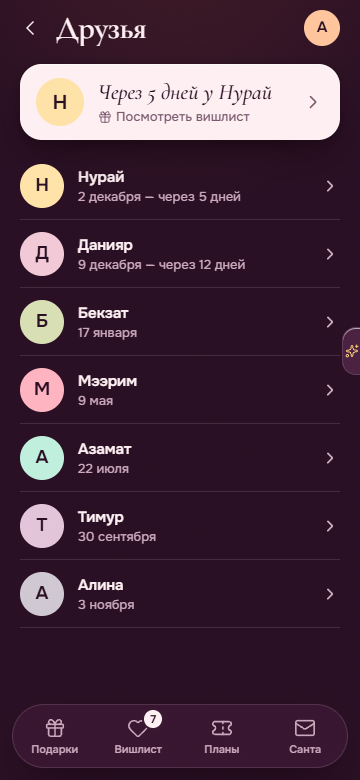 Друзья
А
Н
Через 5 дней у Нурай
Посмотреть вишлист
Н
Нурай
2 декабря — через 5 дней
Д
Данияр
9 декабря — через 12 дней
Б
Бекзат
17 января
М
Мээрим
9 мая
А
Азамат
22 июля
Т
Тимур
30 сентября
А
Алина
3 ноября
7
Подарки
Вишлист
Планы
Санта